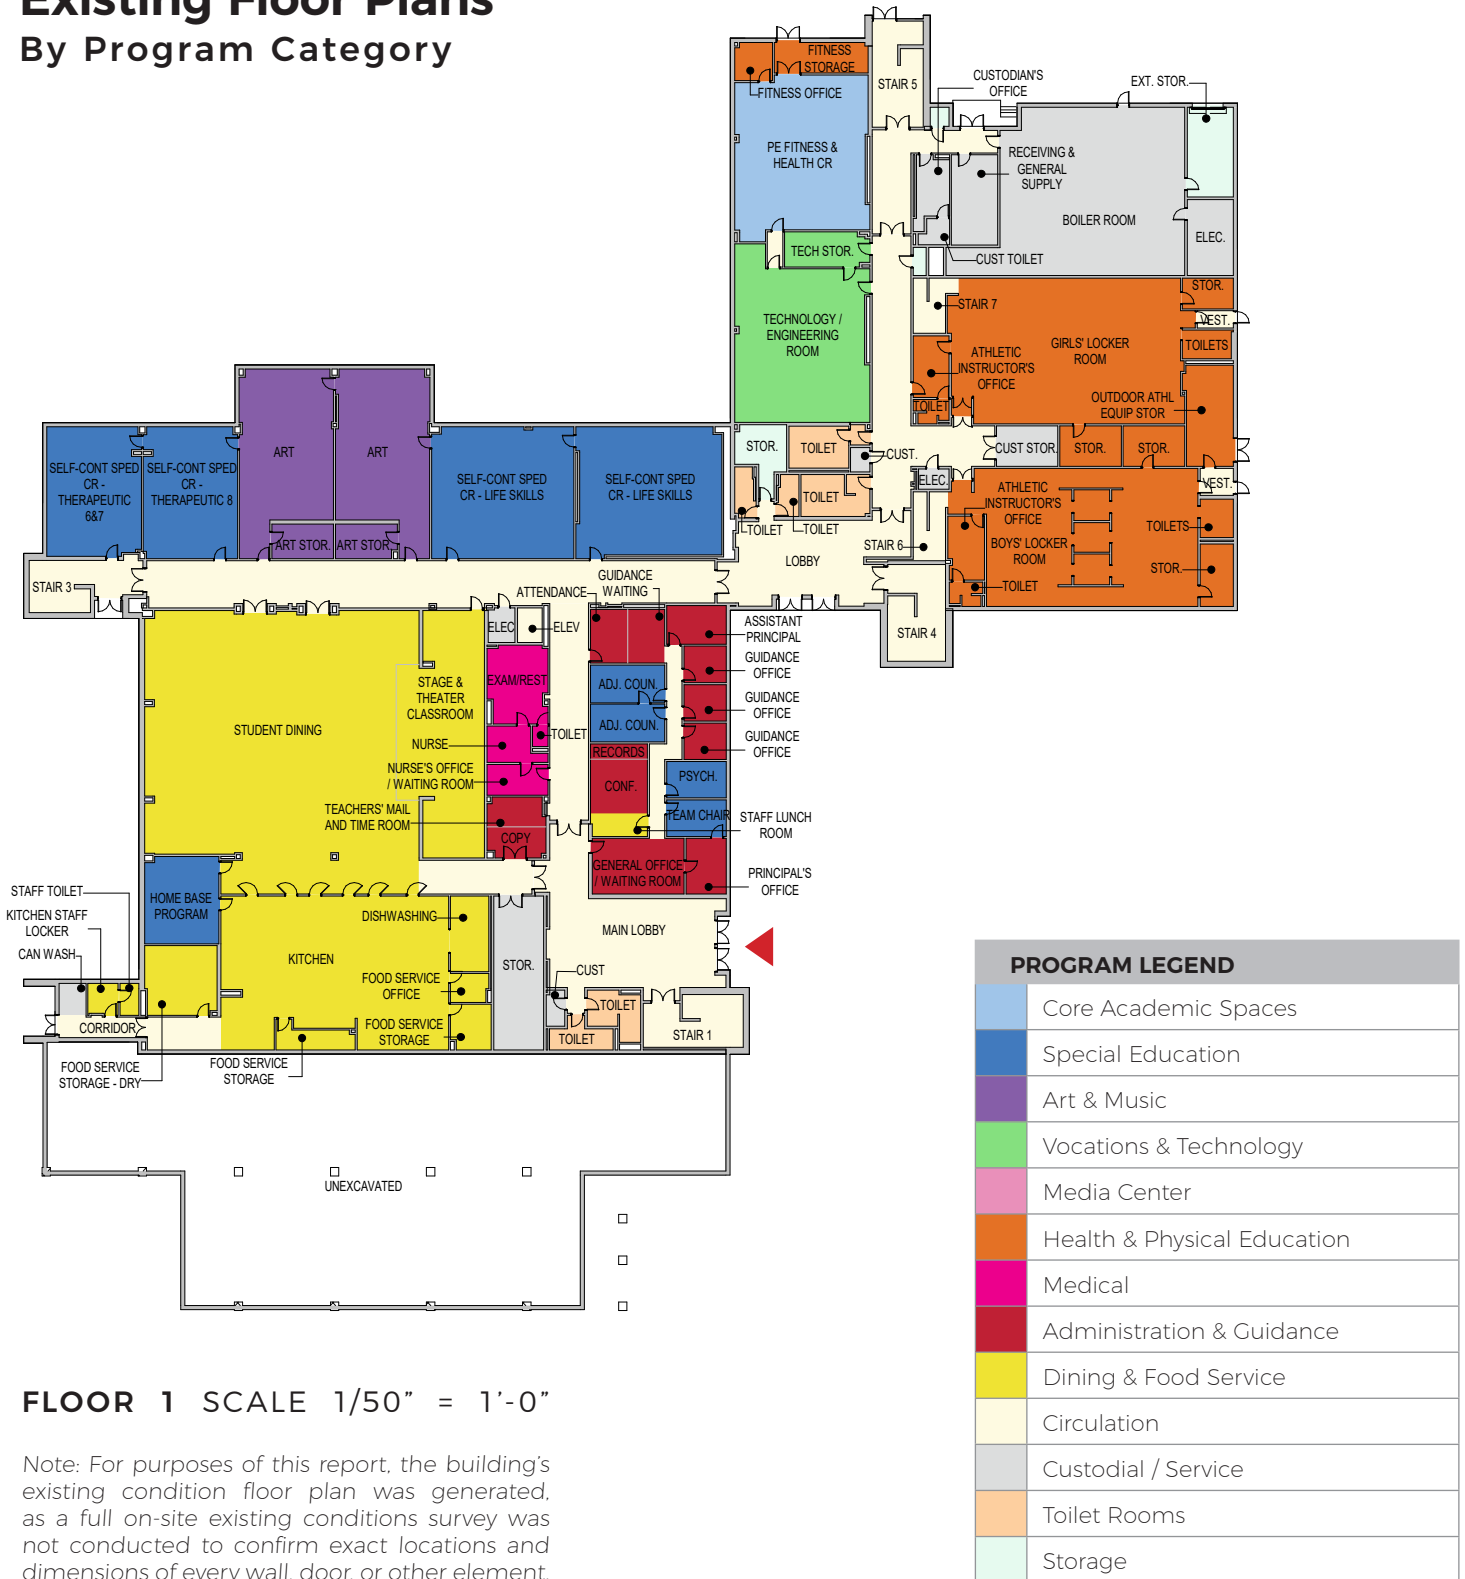 Existing Floor Plans
By Program Category
FITNESS
STORAGE
FITNESS OFFICE
STAIR 5
CUSTODIAN'S
OFFICE
EXT. STOR.
PE FITNESS &
HEALTH CR
RECEIVING &
GENERAL
SUPPLY
BOILER ROOM
ELEC.
TECH STOR.
CUST TOILET
STOR.
STAIR 7
VEST.
TECHNOLOGY /
ENGINEERING
ROOM
ATHLETIC
INSTRUCTOR'S
OFFICE
GIRLS' LOCKER
ROOM
TOILETS
TOILET
OUTDOOR ATHL
EQUIP STOR
ART
ART
STOR.
TOILET
CUST.
CUST STOR.
STOR.
STOR.
SELF-CONT SPED
CR -
THERAPEUTIC
6&7
SELF-CONT SPED
CR -
THERAPEUTIC 8
SELF-CONT SPED
CR - LIFE SKILLS
SELF-CONT SPED
CR - LIFE SKILLS
ELEC.
VEST.
ATHLETIC
INSTRUCTOR'S
OFFICE
TOILET
TOILET
TOILET
TOILETS
ART STOR.
ART STOR.
STAIR 6
BOYS' LOCKER
ROOM
LOBBY
STOR.
TOILET
STAIR 3
GUIDANCE
WAITING
ATTENDANCE
ELEC
ELEV
ASSISTANT
PRINCIPAL
STAIR 4
GUIDANCE
OFFICE
EXAM/REST
ADJ. COUN.
STAGE &
THEATER
CLASSROOM
GUIDANCE
OFFICE
STUDENT DINING
ADJ. COUN.
TOILET
NURSE
GUIDANCE
OFFICE
RECORDS
NURSE'S OFFICE
/ WAITING ROOM
CONF.
PSYCH.
TEACHERS' MAIL
AND TIME ROOM
TEAM CHAIR
STAFF LUNCH
ROOM
COPY
GENERAL OFFICE
/ WAITING ROOM
PRINCIPAL'S
OFFICE
STAFF TOILET
HOME BASE
PROGRAM
KITCHEN STAFF
LOCKER
DISHWASHING
MAIN LOBBY
CAN WASH
KITCHEN
STOR.
CUST
FOOD SERVICE
OFFICE
TOILET
CORRIDOR
FOOD SERVICE
STORAGE
TOILET
STAIR 1
FOOD SERVICE
STORAGE - DRY
FOOD SERVICE
STORAGE
UNEXCAVATED
PROGRAM LEGEND
Core Academic Spaces
Special Education
Art & Music
Vocations & Technology
Media Center
Health & Physical Education
Medical
Administration & Guidance
Dining & Food Service
Circulation
Custodial / Service
Toilet Rooms
Storage
FLOOR 1 SCALE 1/50” = 1’-0”
Note: For purposes of this report, the building’s
existing condition floor plan was generated,
as a full on-site existing conditions survey was
not conducted to confirm exact locations and
dimensions of every wall, door, or other element.